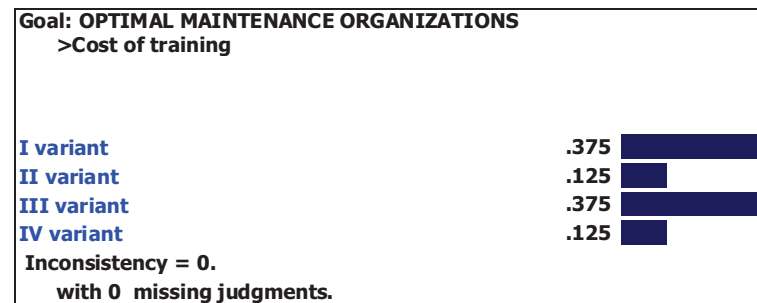 Goal: OPTIMAL MAINTENANCE ORGANIZATIONS
>Cost of training
I variant .375
II variant .125
III variant .375
IV variant .125
Inconsistency = 0.
with 0 missing judgments.